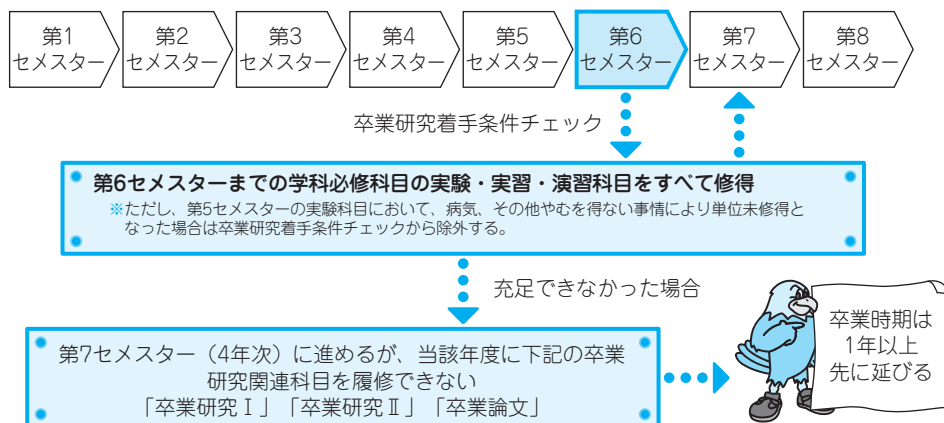 第1
セメスター
第2
セメスター
第3
セメスター
第4
セメスター
第5
セメスター
第6
セメスター
第7
セメスター
第8
セメスター
卒業研究着手条件チェック
第6セメスターまでの学科必修科目の実験・実習・演習科目をすべて修得
※ただし、第5セメスターの実験科目において、病気、その他やむを得ない事情により単位未修得と
なった場合は卒業研究着手条件チェックから除外する。
充足できなかった場合
第7セメスター（4年次）に進めるが、当該年度に下記の卒業
研究関連科目を履修できない
「卒業研究Ⅰ」「卒業研究Ⅱ」「卒業論文」
卒業時期は
1年以上
先に延びる